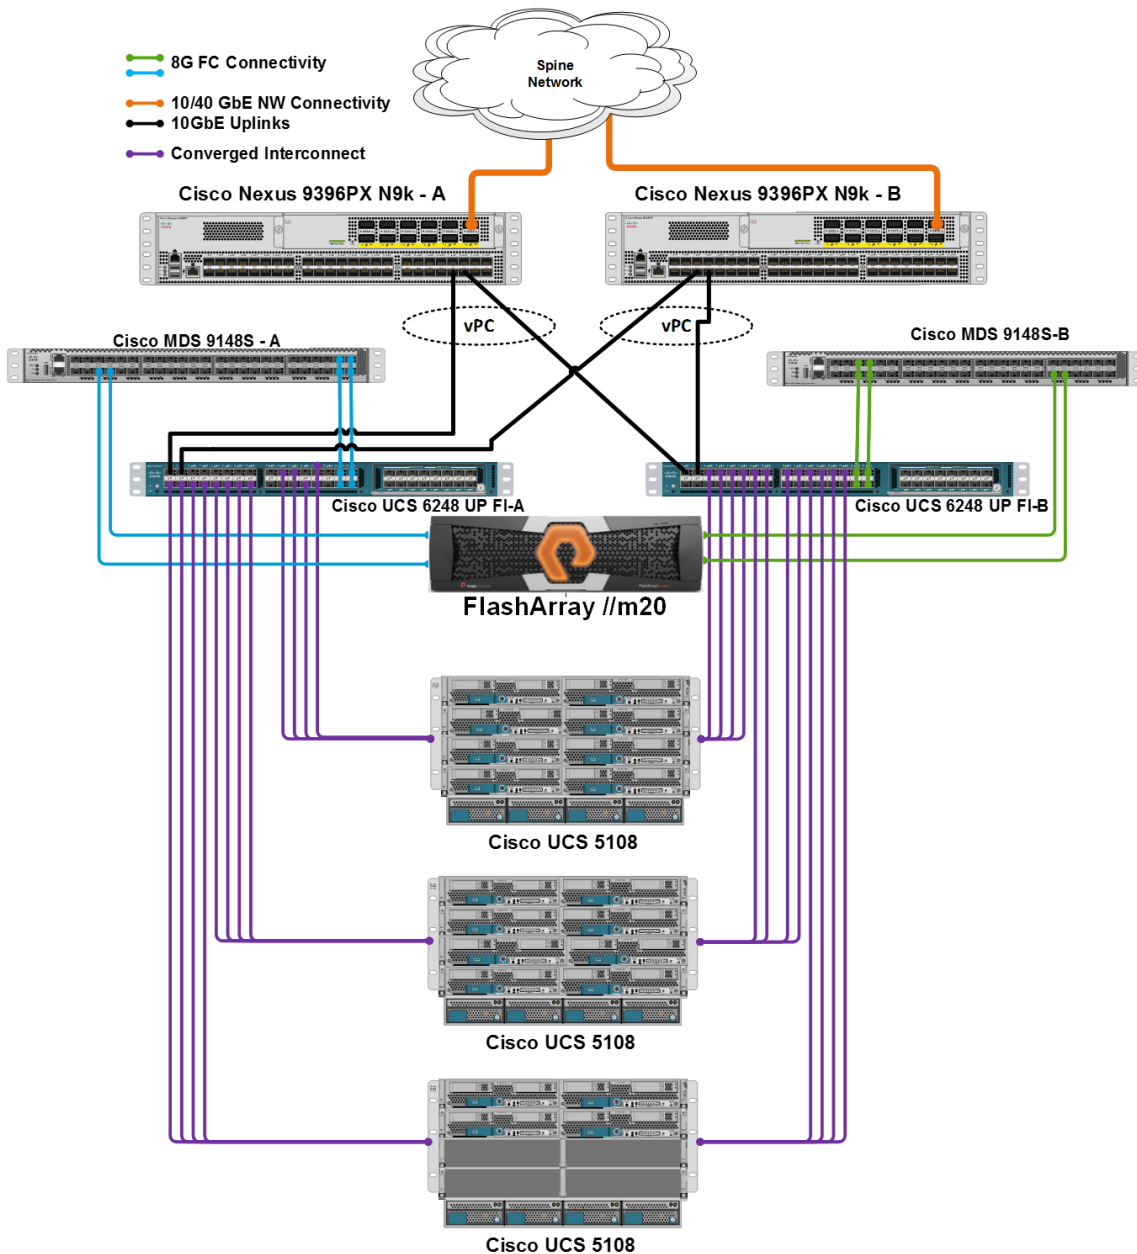 Spine
Network
8G FC Connectivity
10/40 GbE NW Connectivity
10GbE Uplinks
Converged Interconnect
Cisco Nexus 9396PX N9k - A
Cisco Nexus 9396PX N9k - B
vPC
vPC
Cisco MDS 9148S - A
Cisco MDS 9148S-B
Cisco UCS 6248 UP FI-A
Cisco UCS 6248 UP FI-B
FlashArray //m20
Cisco UCS 5108
Cisco UCS 5108
Cisco UCS 5108